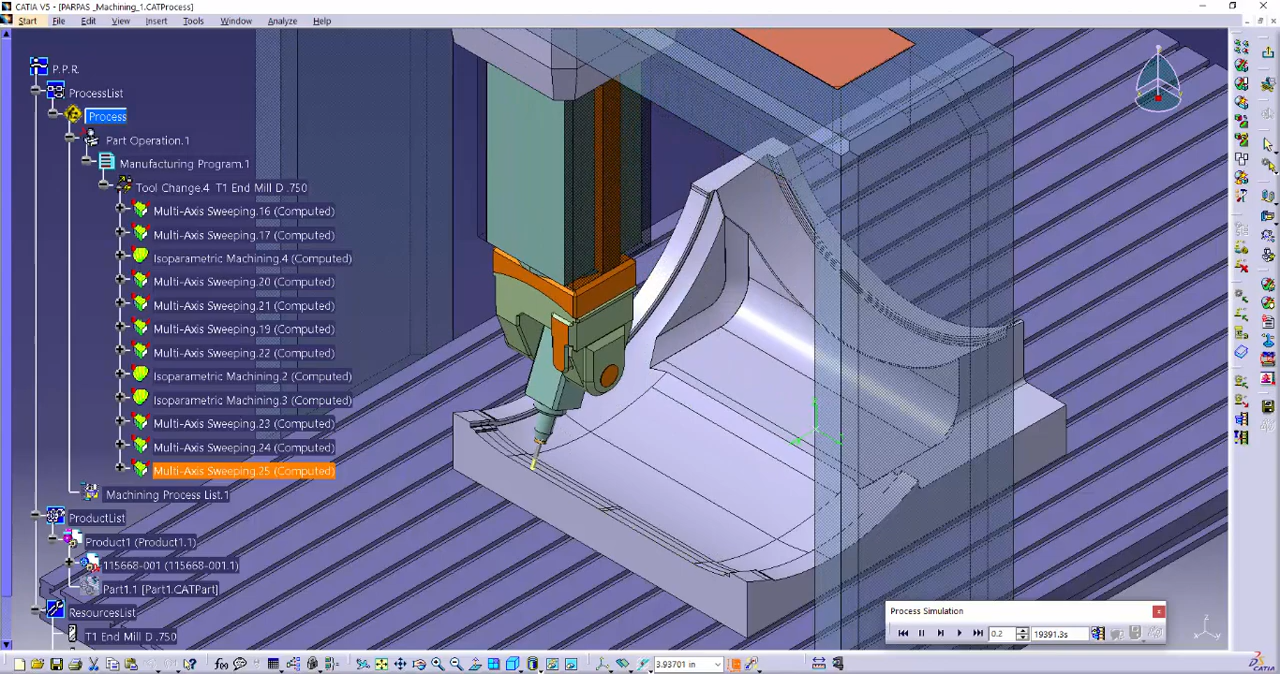 CATIA V5 - [PARPAS _Machining_1.CATProcess]
Start File Edit View Insert Tools Window Analyze Help
P.P.R.
ProcessList
Process
Part Operation.1
Manufacturing Program.1
Tool Change.4 T1 End Mill D .750
Multi-Axis Sweeping.16 (Computed)
Multi-Axis Sweeping.17 (Computed)
Isoparametric Machining.4 (Computed)
Multi-Axis Sweeping.20 (Computed)
Multi-Axis Sweeping.21 (Computed)
Multi-Axis Sweeping.19 (Computed)
Multi-Axis Sweeping.22 (Computed)
Isoparametric Machining.2 (Computed)
Isoparametric Machining.3 (Computed)
Multi-Axis Sweeping.23 (Computed)
Multi-Axis Sweeping.24 (Computed)
Multi-Axis Sweeping.25 (Computed)
Machining Process List.1
ProductList
Product1 (Product1.1)
115668-001 (115668-001.1)
Part1.1 [Part1.CATPart]
ResourcesList
T1 End Mill D .750
Process Simulation
0.2 19391.3s
3.93701 in
f(x)
CATIA